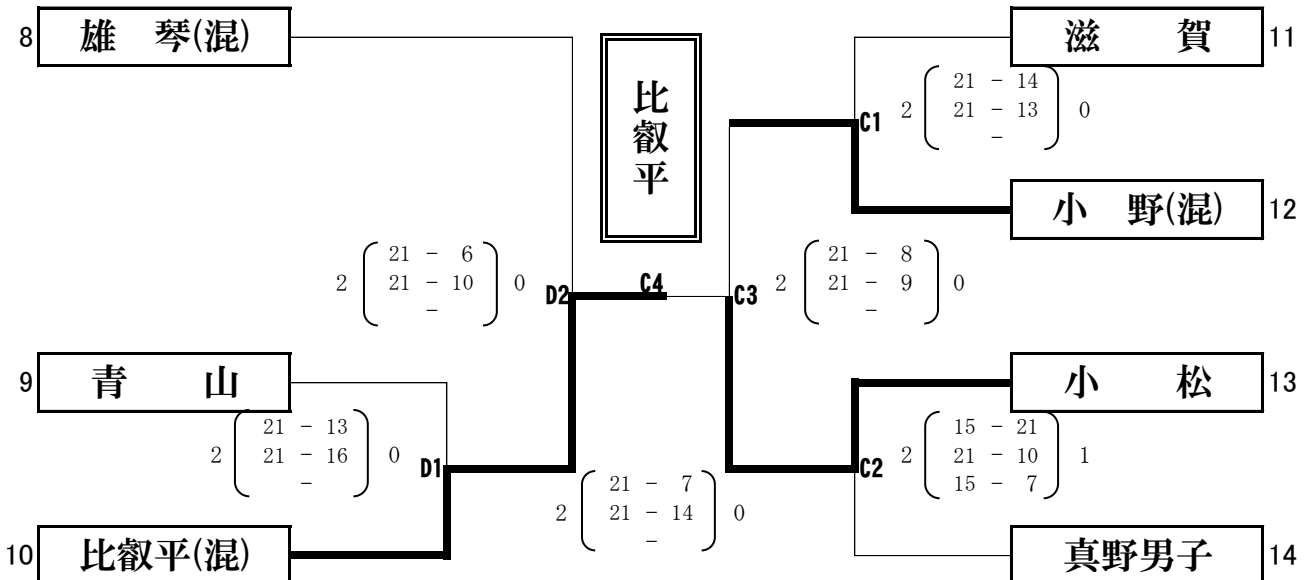 8 雄 琴(混)
比叡平
滋 賀 11
21 - 14
2 21 - 13 0
-
C1
小 野(混) 12
21 - 6
2 21 - 10 0
-
D2
C4
C3
21 - 8
2 21 - 9 0
-
9 青 山
小 松 13
21 - 13
2 21 - 16 0
-
D1
15 - 21
2 21 - 10 1
15 - 7
C2
21 - 7
2 21 - 14 0
-
10 比叡平(混)
真野男子 14